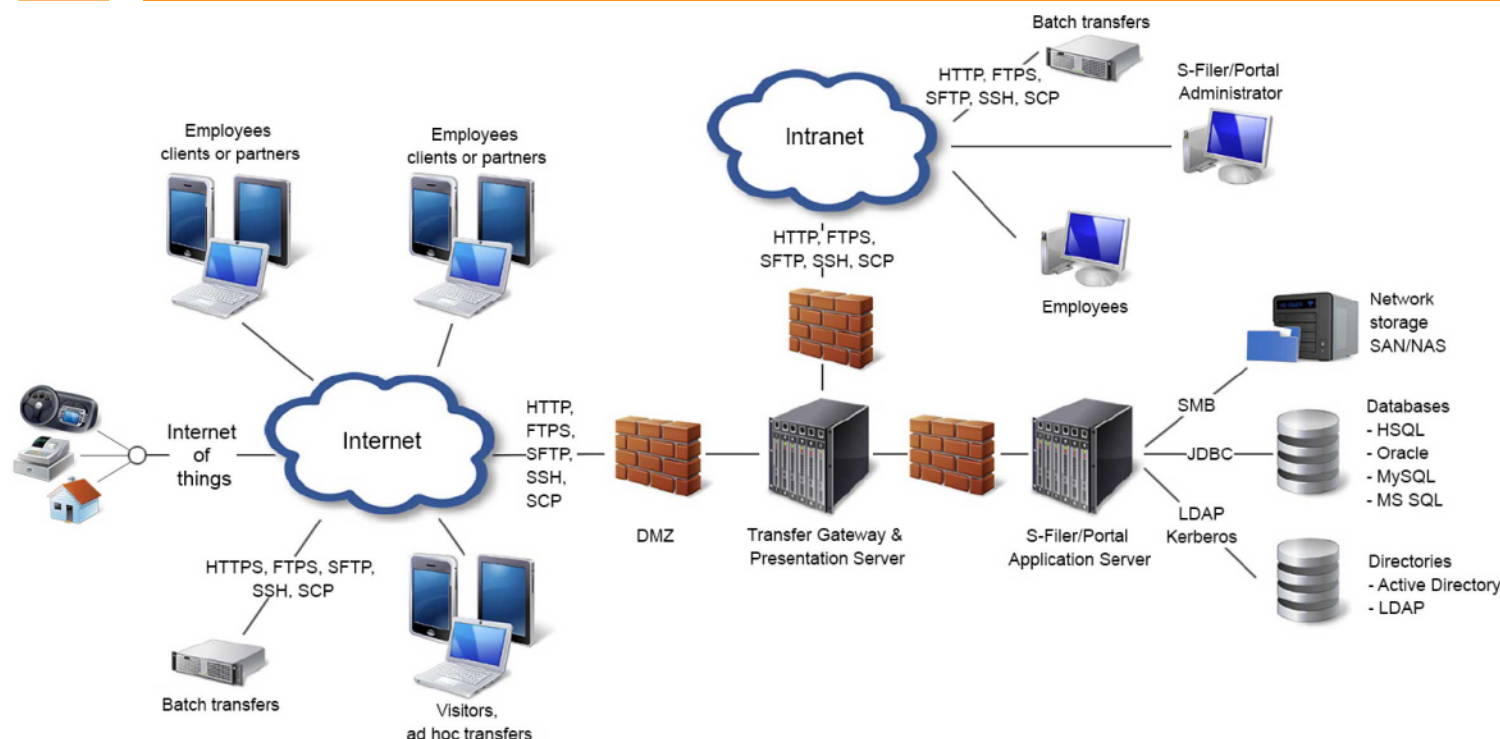 Batch transfers
HTTP, FTPS,
SFTP, SSH, SCP
S-Filer/Portal
Administrator
Intranet
Employees
clients or partners
Employees
clients or partners
HTTP, FTPS,
SFTP, SSH, SCP
Employees
Network
storage
SAN/NAS
Internet
of
things
Internet
HTTP,
FTPS,
SFTP,
SSH,
SCP
DMZ
Transfer Gateway &
Presentation Server
S-Filer/Portal
Application Server
SMB
JDBC
LDAP
Kerberos
Databases
- HSQL
- Oracle
- MySQL
- MS SQL
Directories
- Active Directory
- LDAP
HTTPS, FTPS, SFTP,
SSH, SCP
Batch transfers
Visitors,
ad hoc transfers